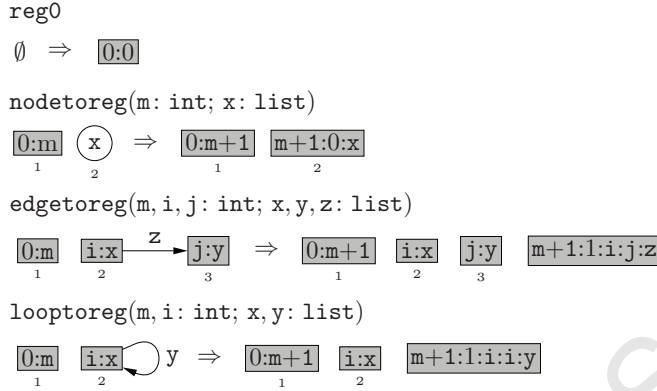 reg0
∅ ⇒ 0:0
nodetoreg(m: int; x: list)
0:m x ⇒ 0:m+1 m+1:0:x
1 2 1 2
edgetoreg(m, i, j: int; x, y, z: list)
0:m i:x z j:y ⇒ 0:m+1 i:x j:y m+1:1:i:j:z
1 2 3 1 2 3
looptoreg(m, i: int; x, y: list)
0:m i:x y ⇒ 0:m+1 i:x m+1:1:i:i:y
1 2 1 2